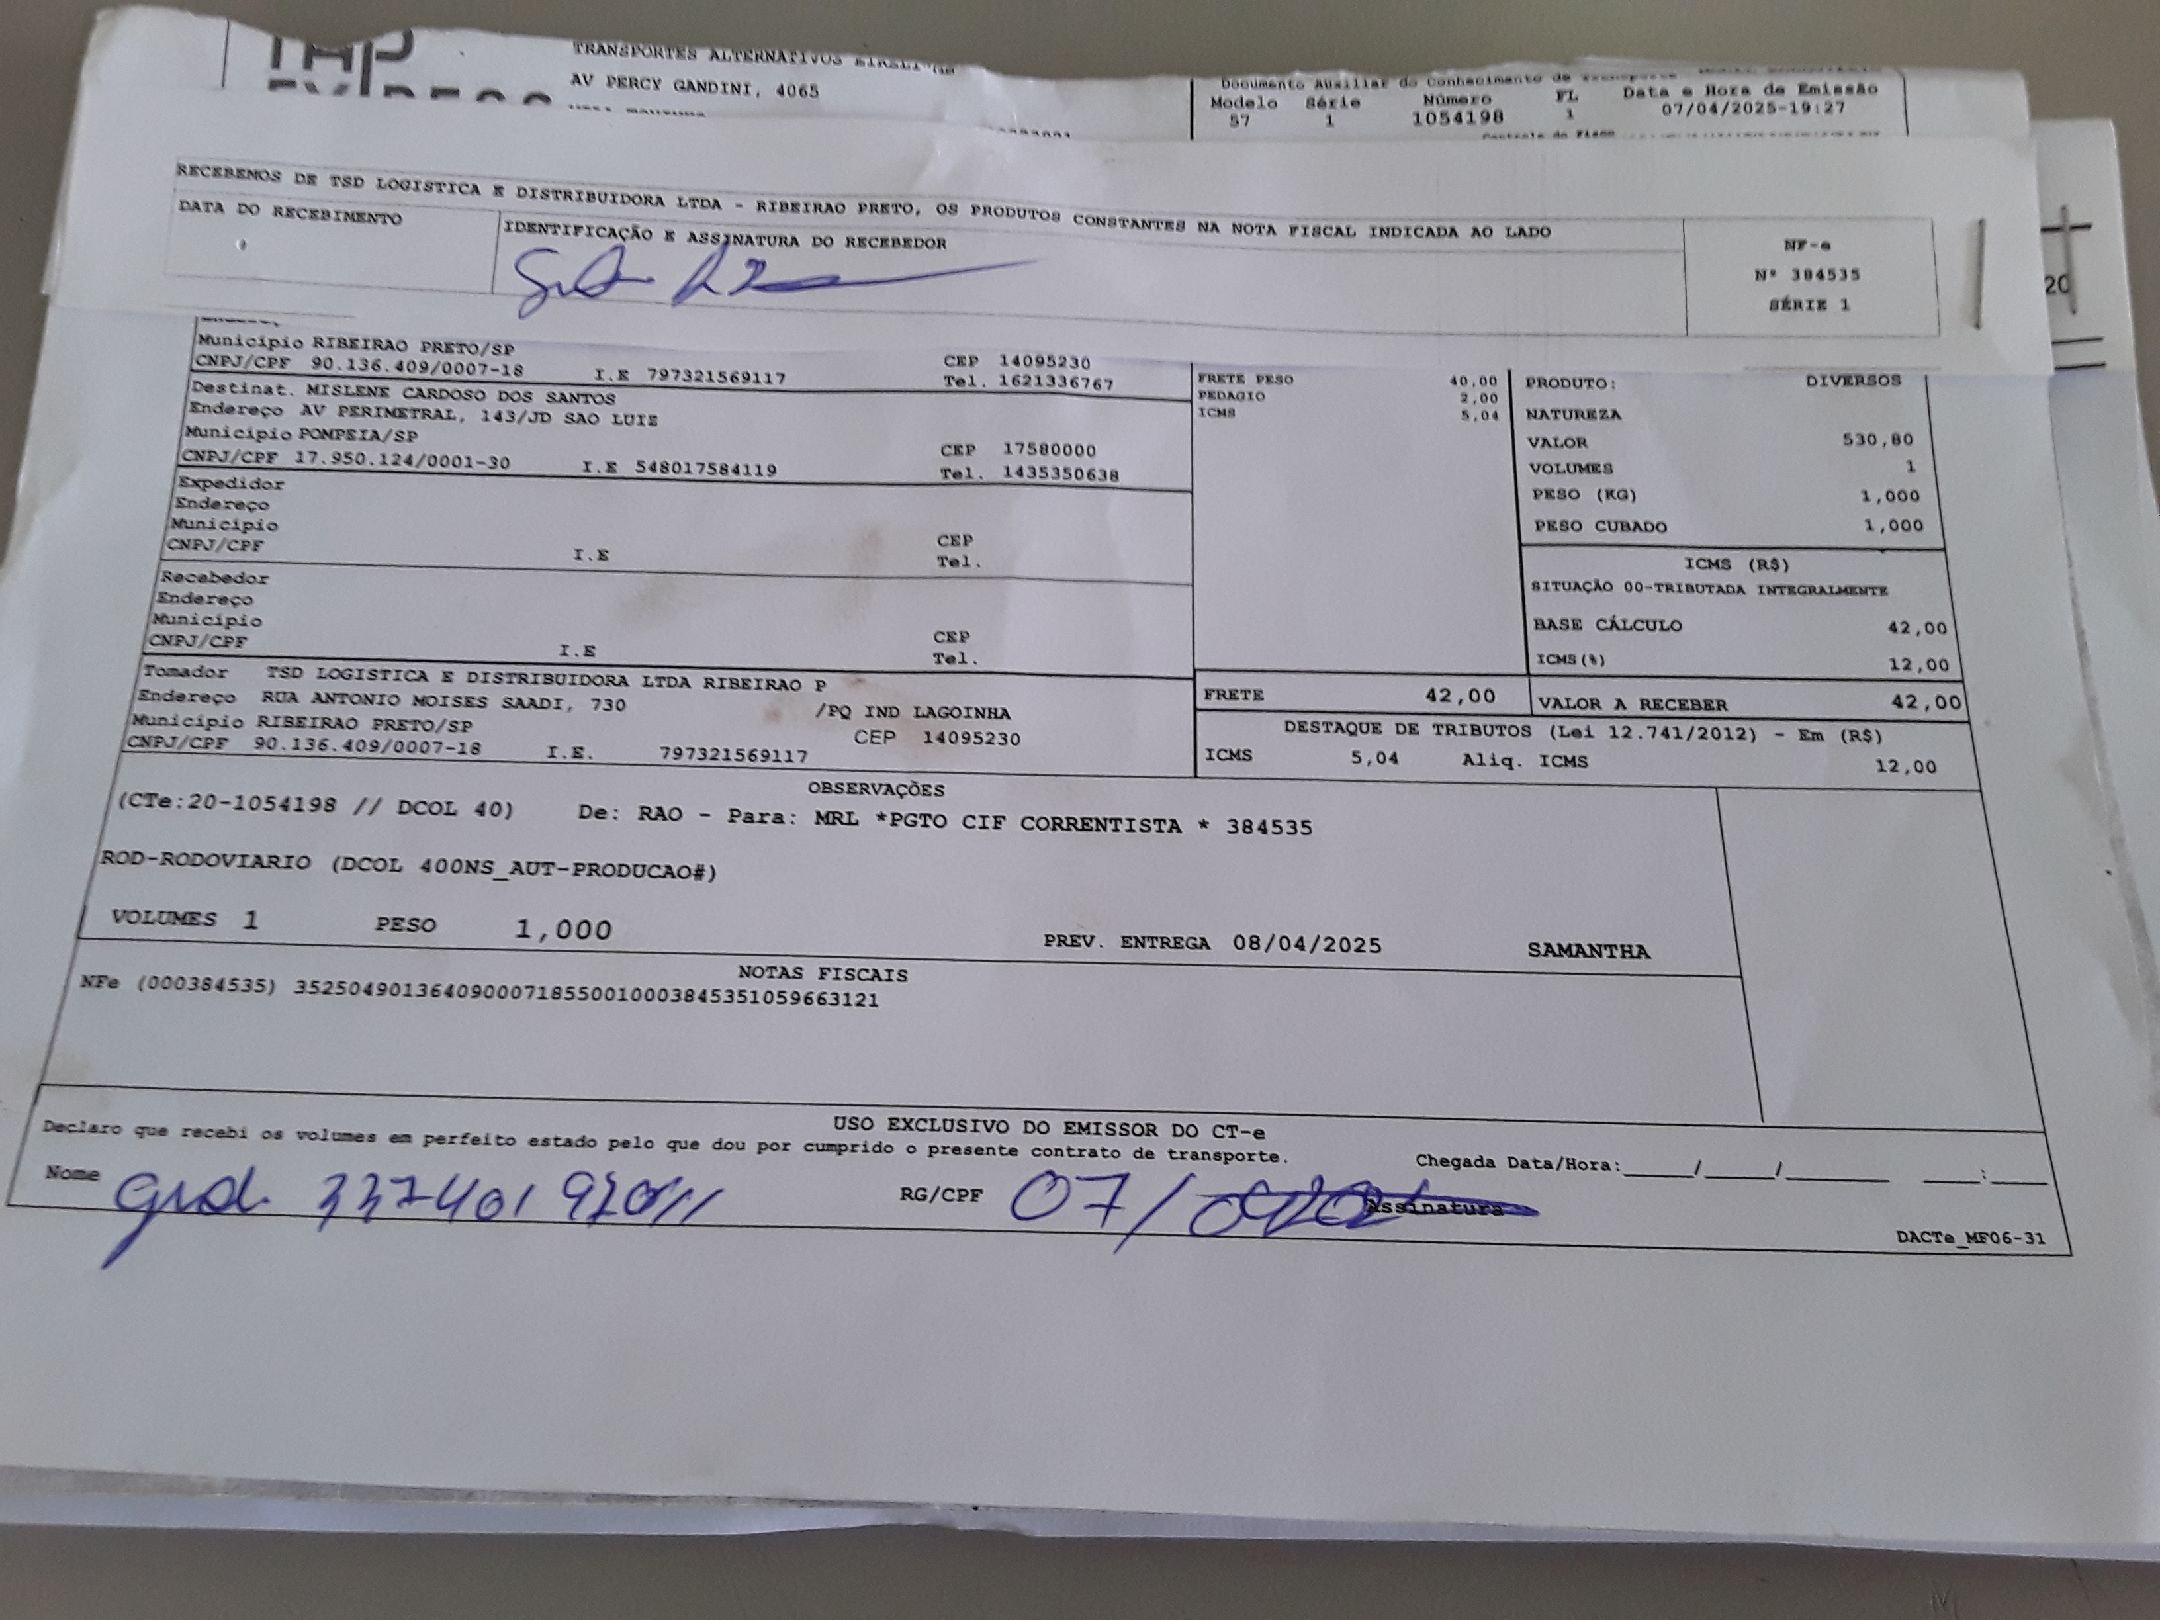 TRANSPORTES ALTERNATIVOS EIRELI
AV PERCY GANDINI, 4065
Documento Auxiliar do Conhecimento de Transporte
Modelo Série Número FL Data e Hora de Emissão
57 1 1054198 1 07/04/2025-19:27
Controle do Fisco
RECEBEMOS DE TSD LOGISTICA E DISTRIBUIDORA LTDA - RIBEIRAO PRETO, OS PRODUTOS CONSTANTES NA NOTA FISCAL INDICADA AO LADO
DATA DO RECEBIMENTO
IDENTIFICAÇÃO E ASSINATURA DO RECEBEDOR
NF-e
Nº 384535
SÉRIE 1
20
Município RIBEIRAO PRETO/SP CEP 14095230
CNPJ/CPF 90.136.409/0007-18 I.E 797321569117 Tel. 1621336767
Destinat. MISLENE CARDOSO DOS SANTOS
Endereço AV PERIMETRAL, 143/JD SAO LUIZ
Município POMPEIA/SP CEP 17580000
CNPJ/CPF 17.950.124/0001-30 I.E 548017584119 Tel. 1435350638
Expedidor
Endereço
Município CEP
CNPJ/CPF I.E Tel.
Recebedor
Endereço
Município CEP
CNPJ/CPF I.E Tel.
Tomador TSD LOGISTICA E DISTRIBUIDORA LTDA RIBEIRAO P
Endereço RUA ANTONIO MOISES SAADI, 730 /PQ IND LAGOINHA
Município RIBEIRAO PRETO/SP CEP 14095230
CNPJ/CPF 90.136.409/0007-18 I.E. 797321569117
FRETE PESO 40,00
PEDAGIO 2,00
ICMS 5,04
PRODUTO: DIVERSOS
NATUREZA
VALOR 530,80
VOLUMES 1
PESO (KG) 1,000
PESO CUBADO 1,000
ICMS (R$)
SITUAÇÃO 00-TRIBUTADA INTEGRALMENTE
BASE CÁLCULO 42,00
ICMS(%) 12,00
FRETE 42,00 VALOR A RECEBER 42,00
DESTAQUE DE TRIBUTOS (Lei 12.741/2012) - Em (R$)
ICMS 5,04 Aliq. ICMS 12,00
OBSERVAÇÕES
(CTe:20-1054198 // DCOL 40) De: RAO - Para: MRL *PGTO CIF CORRENTISTA * 384535
ROD-RODOVIARIO (DCOL 400NS_AUT-PRODUCAO#)
VOLUMES 1 PESO 1,000 PREV. ENTREGA 08/04/2025 SAMANTHA
NOTAS FISCAIS
NFe (000384535) 35250490136409000718550010003845351059663121
USO EXCLUSIVO DO EMISSOR DO CT-e
Declaro que recebi os volumes em perfeito estado pelo que dou por cumprido o presente contrato de transporte.
Chegada Data/Hora:_____/_____/_______ ____:____
Nome RG/CPF 07/ Assinatura
DACTe_MF06-31